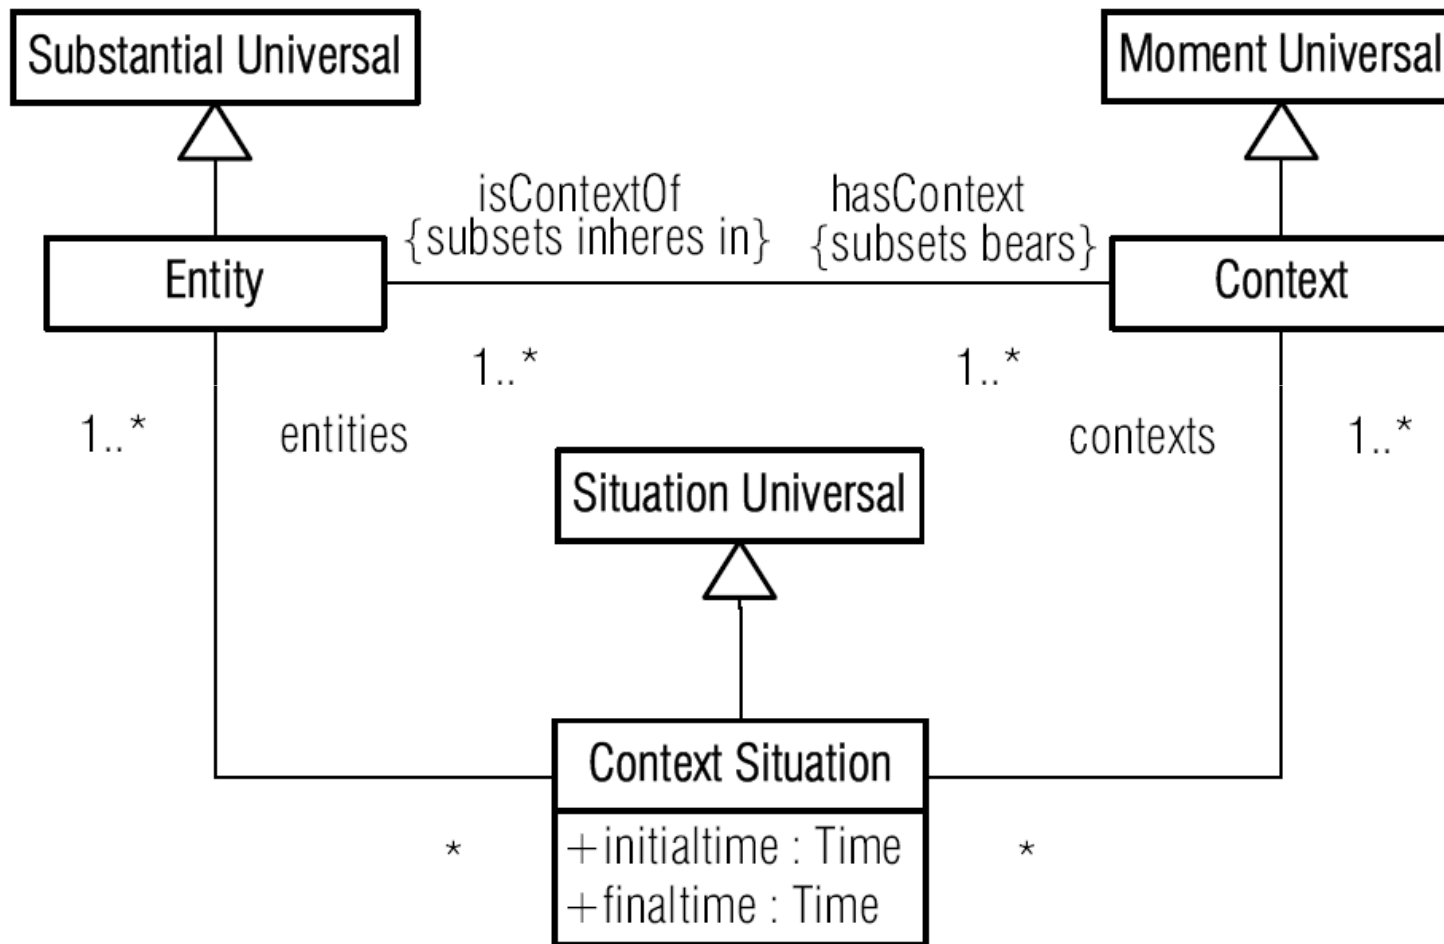 Substantial Universal
Moment Universal
isContextOf
{subsets inheres in}
hasContext
{subsets bears}
Entity
Context
1..*
1..*
1..*
entities
contexts
1..*
Situation Universal
Context Situation
*
+initialtime : Time
+finaltime : Time
*